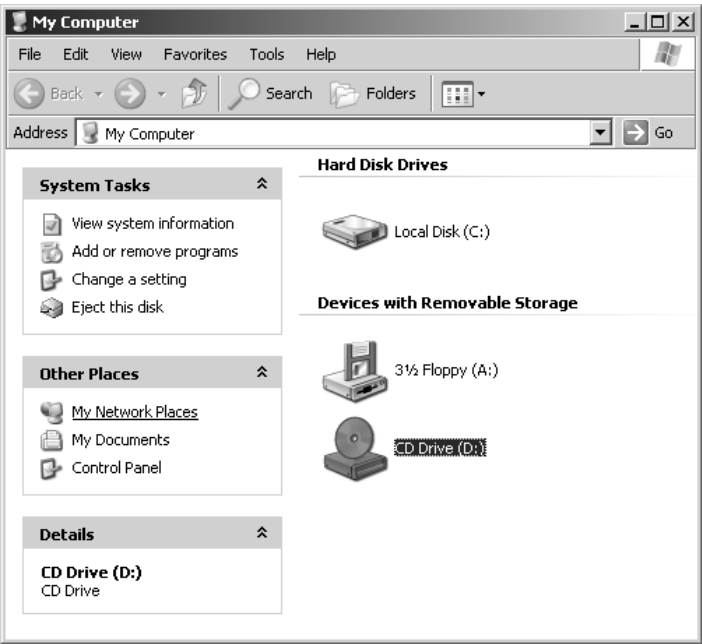 My Computer
File Edit View Favorites Tools Help
Back Search Folders
Address My Computer Go
System Tasks
View system information
Add or remove programs
Change a setting
Eject this disk
Other Places
My Network Places
My Documents
Control Panel
Details
CD Drive (D:)
CD Drive
Hard Disk Drives
Local Disk (C:)
Devices with Removable Storage
3½ Floppy (A:)
CD Drive (D:)